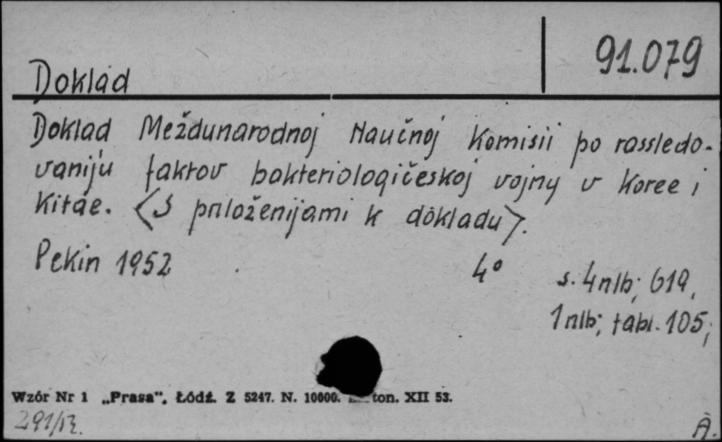 91.079
Doklad
Doklad Meždunarodnoj Naučnoj Komisii po rassledo-
vaniju faktov bakteriologičeskoj vojny v Koree i
Kitae. <S priloženijami k dokladu>.
Pekin 1952 4° s. 4nlb; 619,
1nlb; tabl. 105;
Wzór Nr 1 „Prasa”, Łódź. Z 5247. N. 10000. ton. XII 53.
291/52.
A.